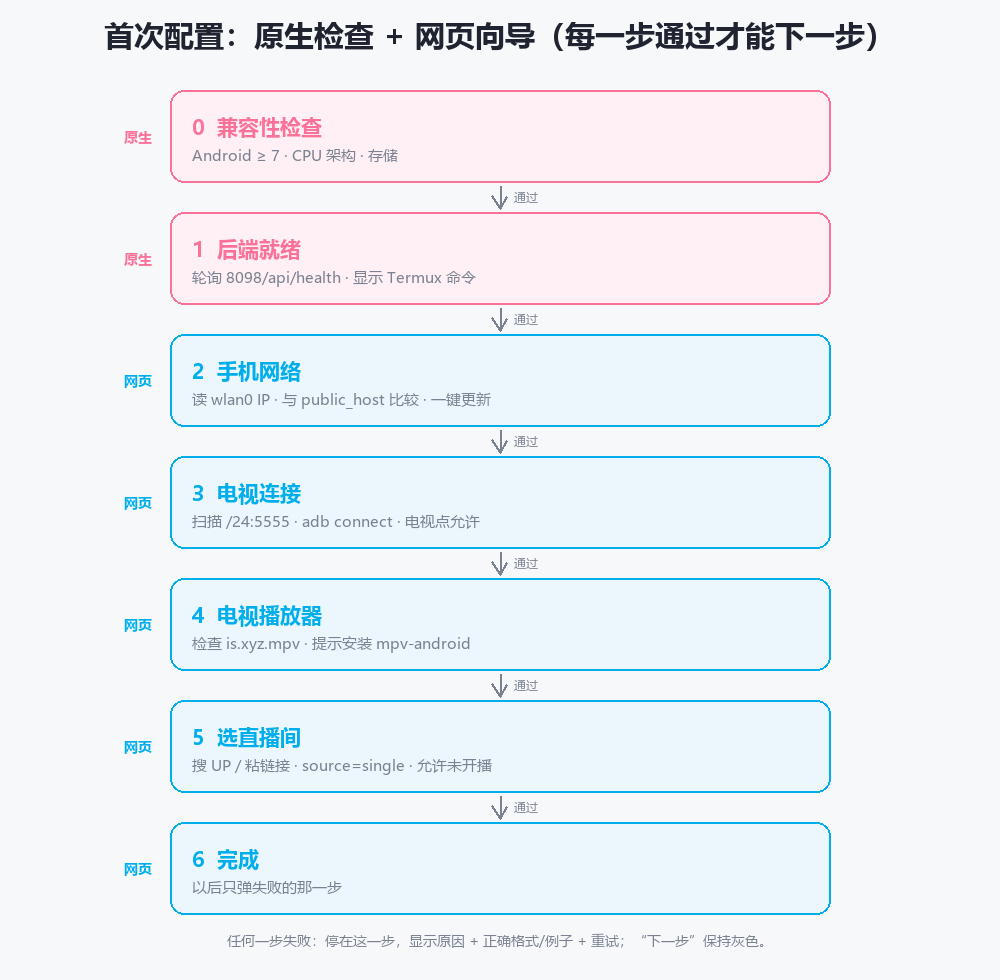 首次配置：原生检查 + 网页向导（每一步通过才能下一步）
原生
0 兼容性检查
Android ≥ 7 · CPU 架构 · 存储
通过
原生
1 后端就绪
轮询 8098/api/health · 显示 Termux 命令
通过
网页
2 手机网络
读 wlan0 IP · 与 public_host 比较 · 一键更新
通过
网页
3 电视连接
扫描 /24:5555 · adb connect · 电视点允许
通过
网页
4 电视播放器
检查 is.xyz.mpv · 提示安装 mpv-android
通过
网页
5 选直播间
搜 UP / 粘链接 · source=single · 允许未开播
通过
网页
6 完成
以后只弹失败的那一步
任何一步失败：停在这一步，显示原因 + 正确格式/例子 + 重试；“下一步”保持灰色。